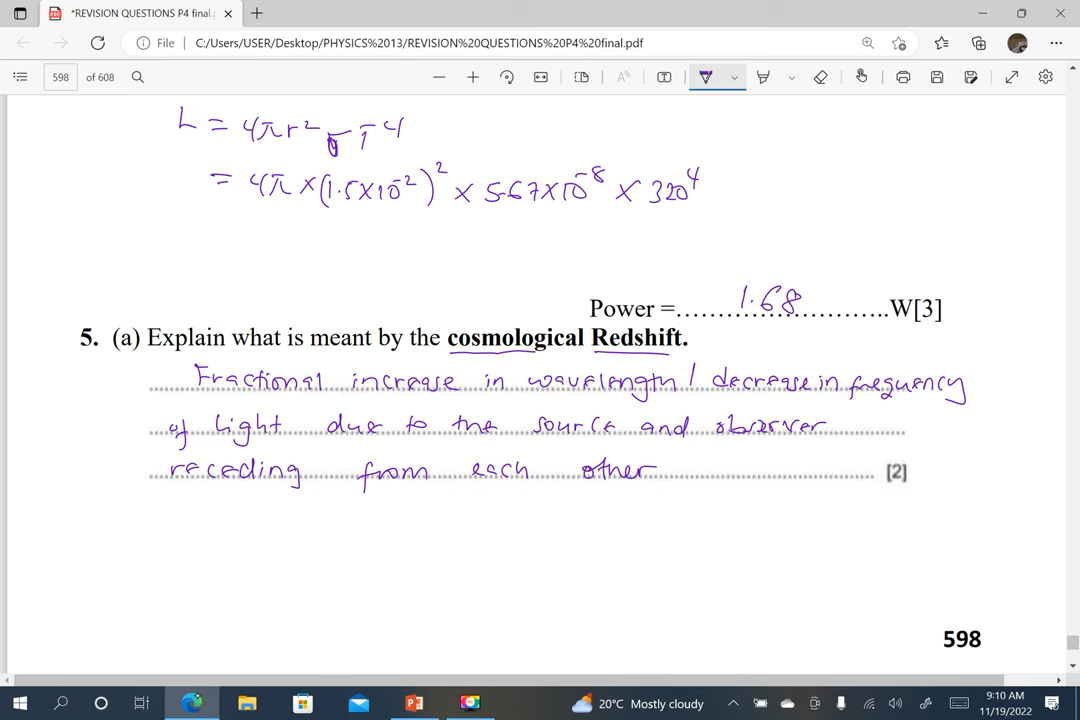 *REVISION QUESTIONS P4 final.
File C:/Users/USER/Desktop/PHYSICS%2013/REVISION%20QUESTIONS%20P4%20final.pdf
598 of 608
L = 4πr² σ T⁴
= 4π × (1.5×10⁻²)² × 5.67×10⁻⁸ × 320⁴
Power =......1.68......W[3]
5. (a) Explain what is meant by the cosmological Redshift.
Fractional increase in wavelength / decrease in frequency
of light due to the source and observer
receding from each other [2]
598
20°C Mostly cloudy
9:10 AM
11/19/2022